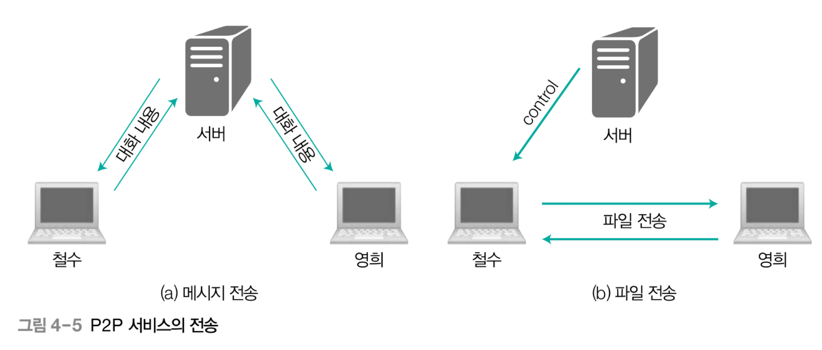 대화 내용
대화 내용
서버
철수
영희
(a) 메시지 전송
control
서버
파일 전송
철수
영희
(b) 파일 전송
그림 4-5 P2P 서비스의 전송